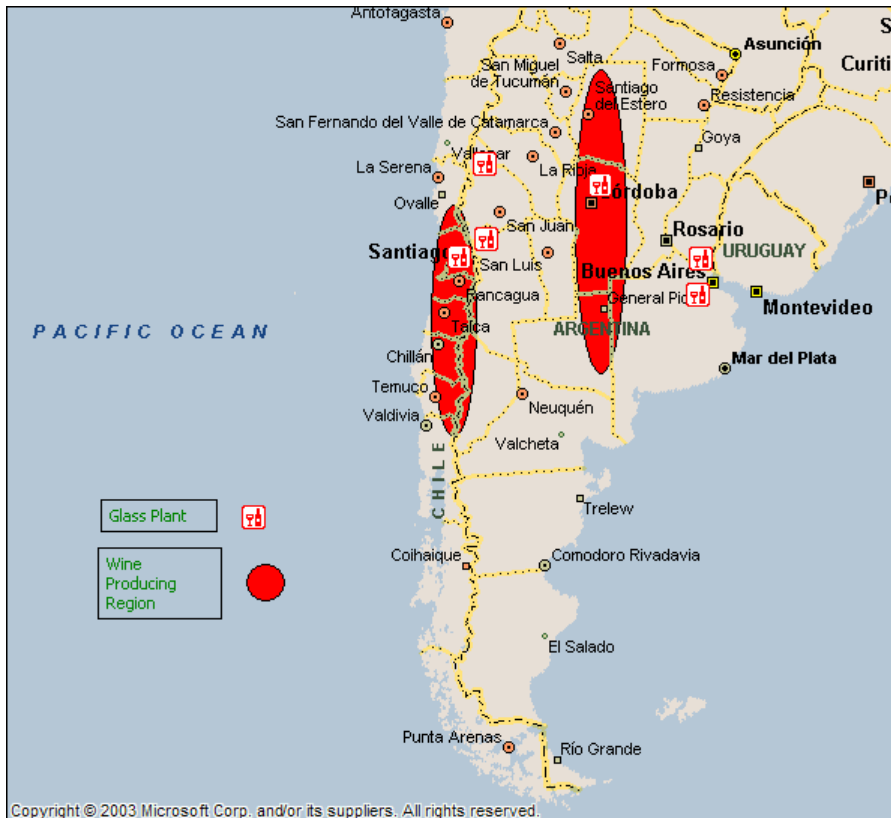 Antofagasta
S
Asunción
Salta
Formosa
Curiti
San Miguel
de Tucumán
Santiago
del Estero
Resistencia
San Fernando del Valle de Catamarca
Goya
La Serena
La Rioja
Ovalle
Córdoba
P
San Juan
Rosario
Santiago
URUGUAY
San Luís
Buenos Aires
Rancagua
General Pico
Montevideo
Talca
ARGENTINA
PACIFIC OCEAN
Chillán
Mar del Plata
Temuco
Neuquén
Valdivia
Valcheta
CHILE
Glass Plant
Trelew
Coihaique
Comodoro Rivadavia
Wine
Producing
Region
El Salado
Punta Arenas
Río Grande
Copyright © 2003 Microsoft Corp. and/or its suppliers. All rights reserved.